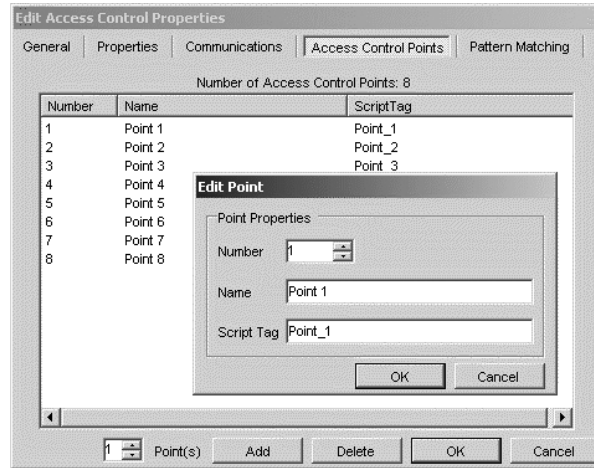 Edit Access Control Properties
General Properties Communications Access Control Points Pattern Matching
Number of Access Control Points: 8
Number Name ScriptTag
1 Point 1 Point_1
2 Point 2 Point_2
3 Point 3 Point_3
4 Point 4
Edit Point
5 Point 5
6 Point 6
Point Properties
7 Point 7
8 Point 8
Number 1
Name Point 1
Script Tag Point_1
OK Cancel
1 Point(s) Add Delete OK Cancel